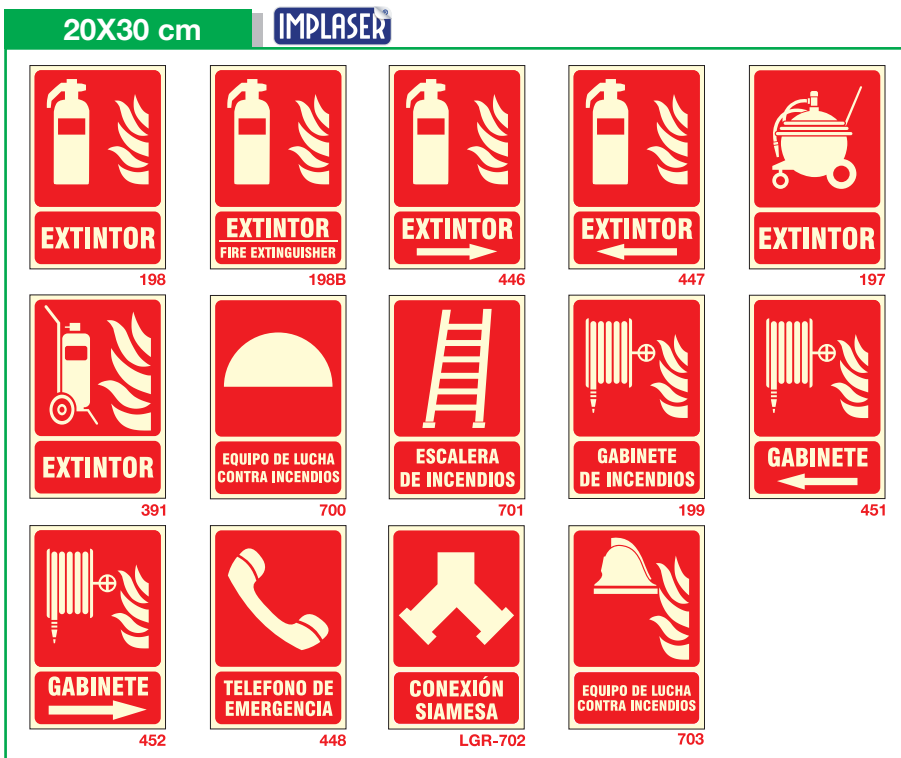 20X30 cm
IMPLASER
EXTINTOR
198
EXTINTOR
FIRE EXTINGUISHER
198B
EXTINTOR
446
EXTINTOR
447
EXTINTOR
197
EXTINTOR
391
EQUIPO DE LUCHA
CONTRA INCENDIOS
700
ESCALERA
DE INCENDIOS
701
GABINETE
DE INCENDIOS
199
GABINETE
451
GABINETE
452
TELEFONO DE
EMERGENCIA
448
CONEXIÓN
SIAMESA
LGR-702
EQUIPO DE LUCHA
CONTRA INCENDIOS
703